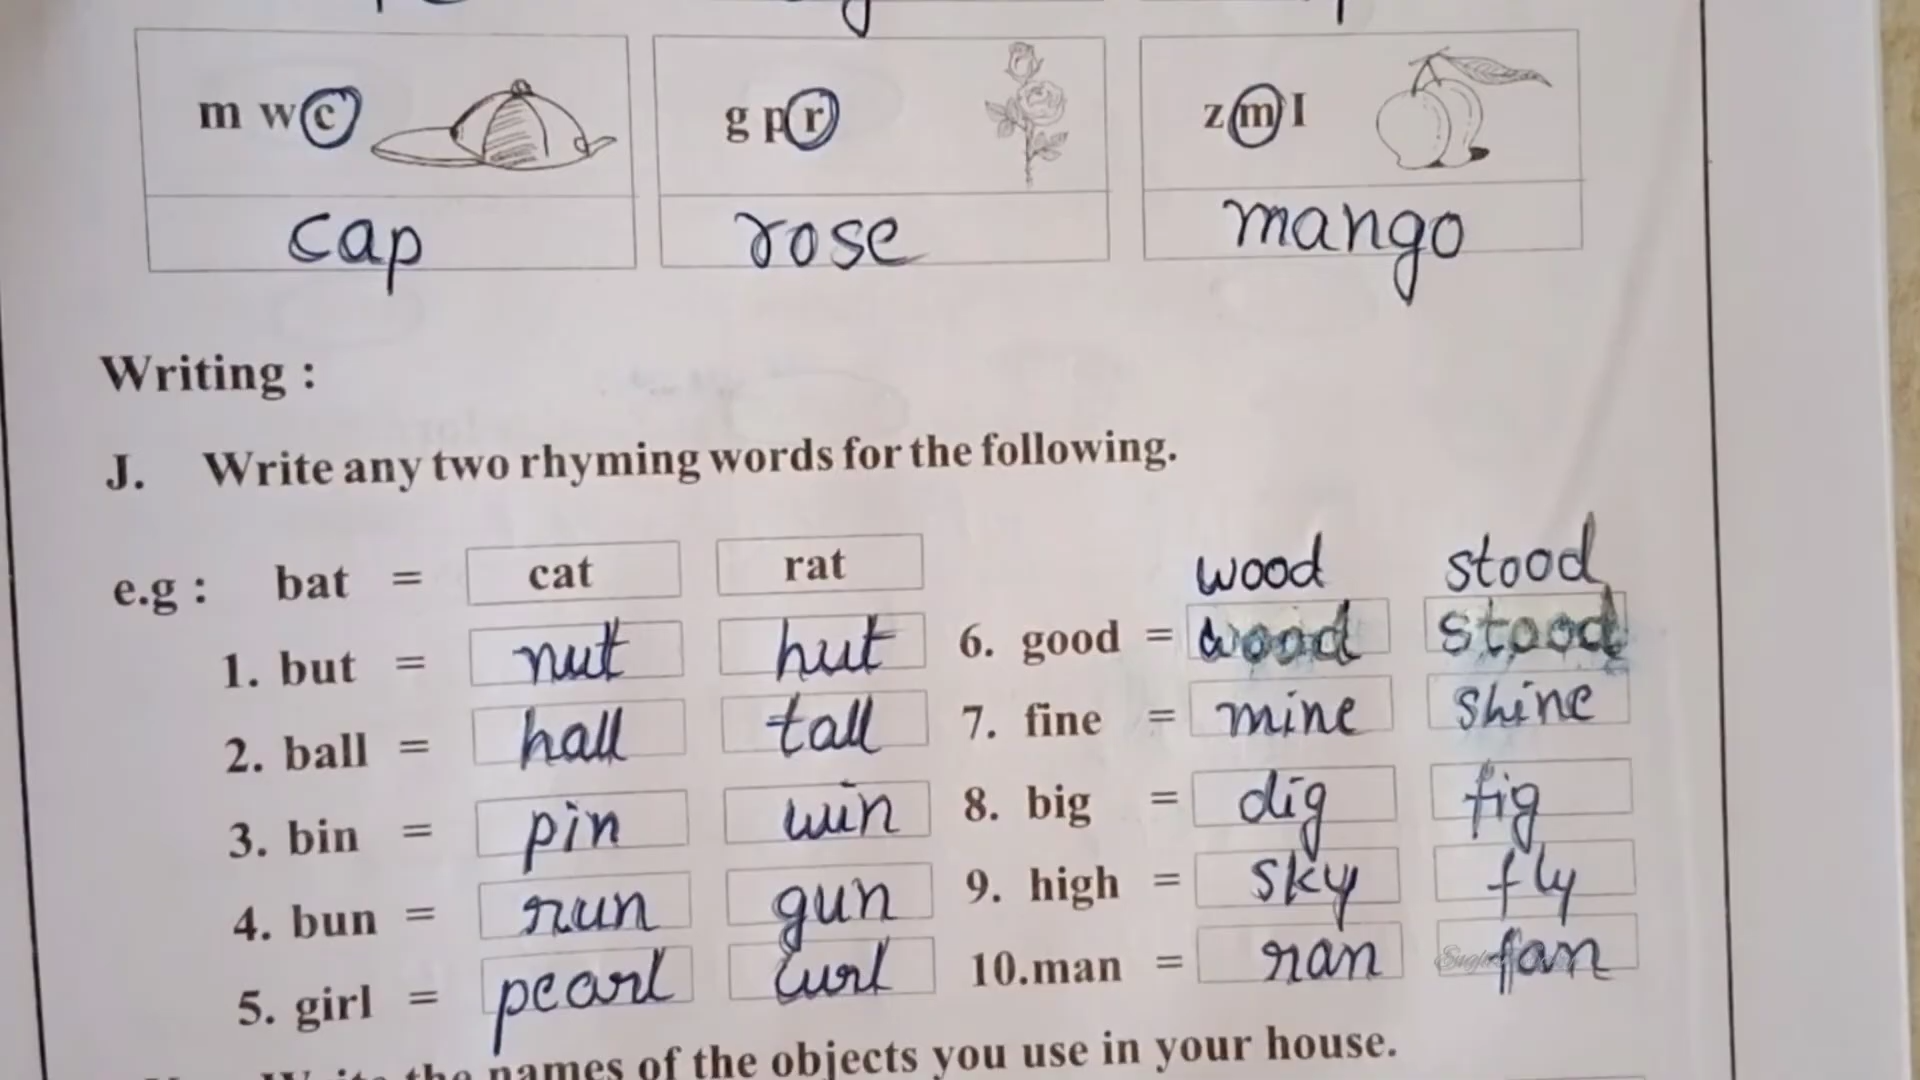 m w c
g p r
z m I
cap
rose
mango
Writing :
J. Write any two rhyming words for the following.
e.g : bat = cat rat
wood stood
1. but = nut hut
6. good = wood stood
2. ball = hall tall
7. fine = mine shine
3. bin = pin win
8. big = dig fig
4. bun = run gun
9. high = sky fly
5. girl = pearl curl
10.man = ran fan
Write the names of the objects you use in your house.